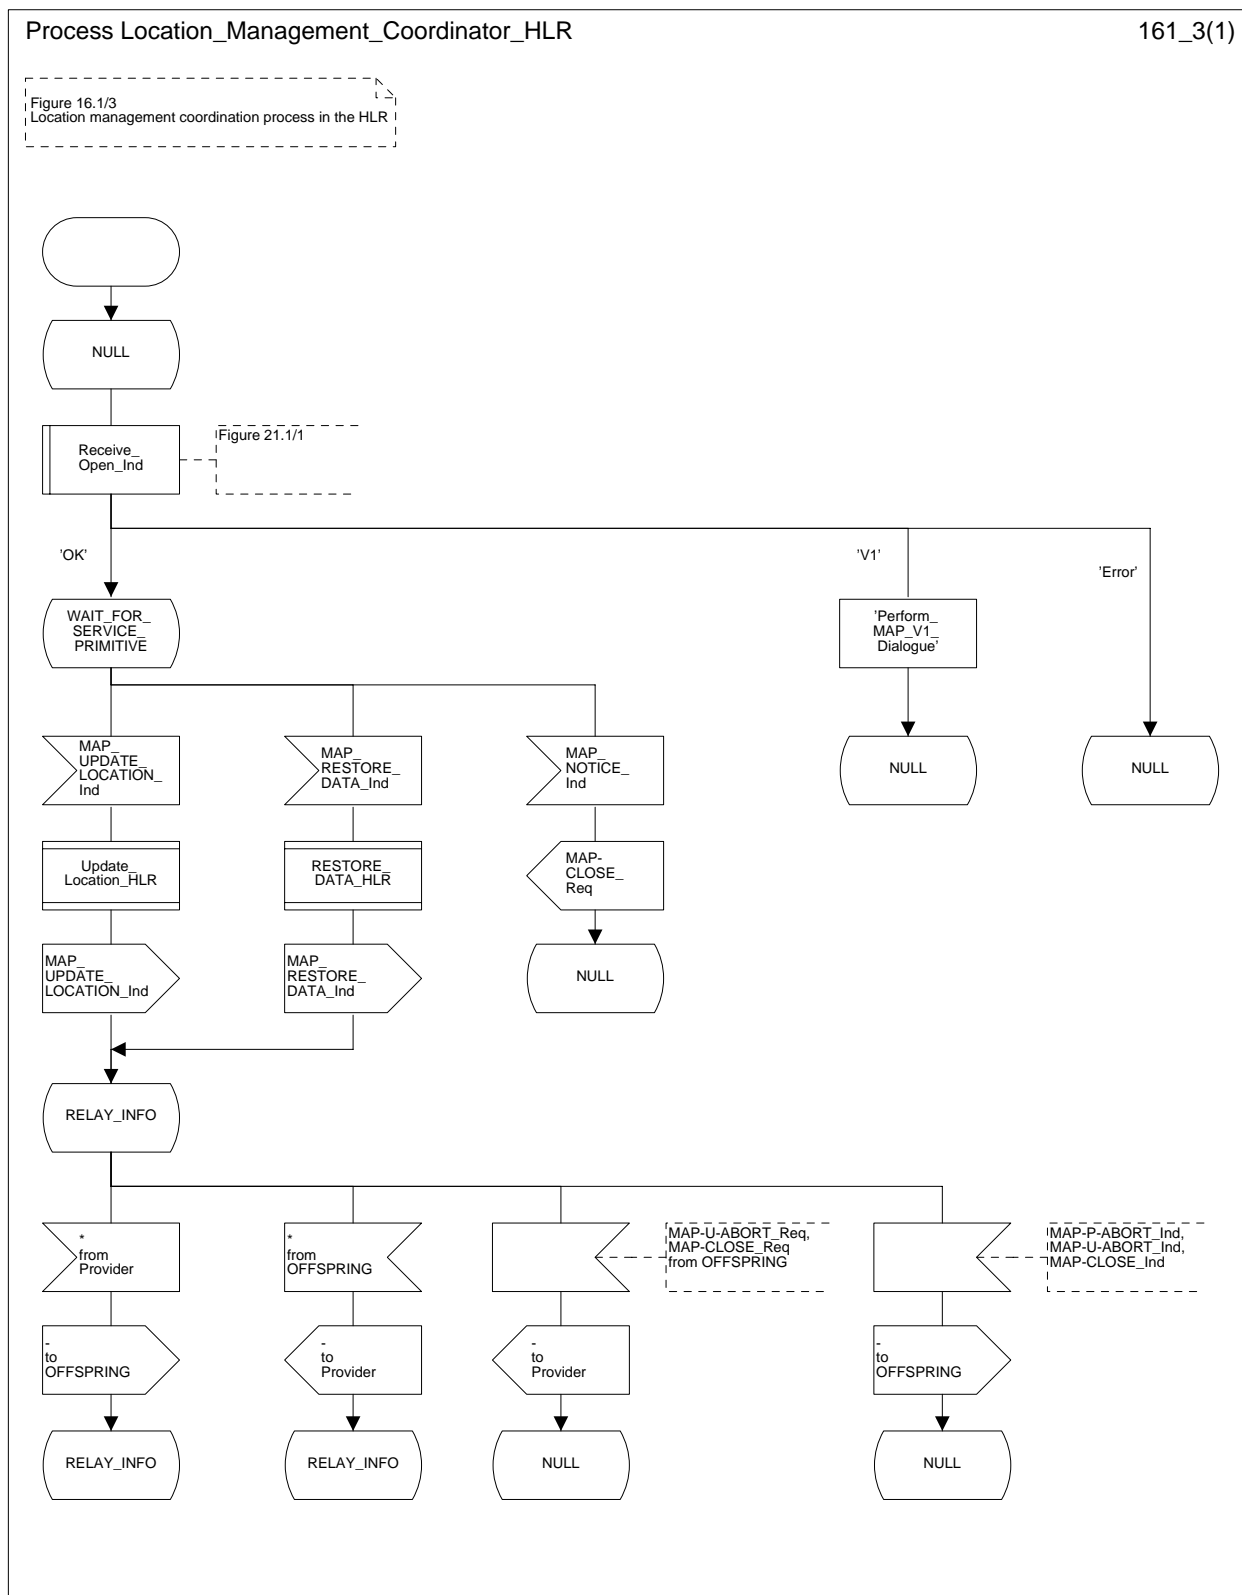 Process Location_Management_Coordinator_HLR
161_3(1)
Figure 16.1/3
Location management coordination process in the HLR
NULL
Receive_
Open_Ind
Figure 21.1/1
'OK'
'V1'
'Error'
WAIT_FOR_
SERVICE_
PRIMITIVE
'Perform_
MAP_V1_
Dialogue'
MAP_
UPDATE_
LOCATION_
Ind
MAP_
RESTORE_
DATA_Ind
MAP_
NOTICE_
Ind
NULL
NULL
Update_
Location_HLR
RESTORE_
DATA_HLR
MAP-
CLOSE_
Req
MAP_
UPDATE_
LOCATION_Ind
MAP_
RESTORE_
DATA_Ind
NULL
RELAY_INFO
*
from
Provider
*
from
OFFSPRING
MAP-U-ABORT_Req,
MAP-CLOSE_Req
from OFFSPRING
MAP-P-ABORT_Ind,
MAP-U-ABORT_Ind,
MAP-CLOSE_Ind
-
to
OFFSPRING
-
to
Provider
-
to
Provider
-
to
OFFSPRING
RELAY_INFO
RELAY_INFO
NULL
NULL